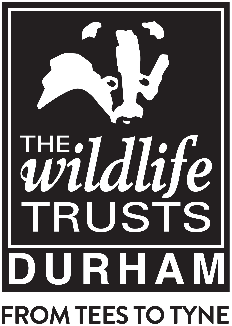 THE
wildlife
TRUSTS
DURHAM
FROM TEES TO TYNE